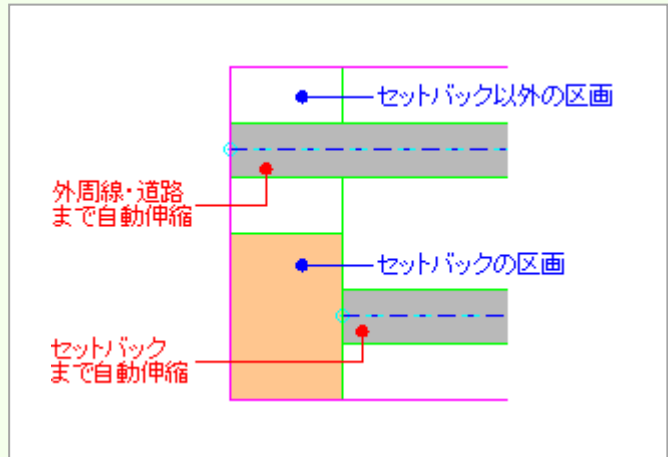 セットバック以外の区画
外周線・道路
まで自動伸縮
セットバックの区画
セットバック
まで自動伸縮